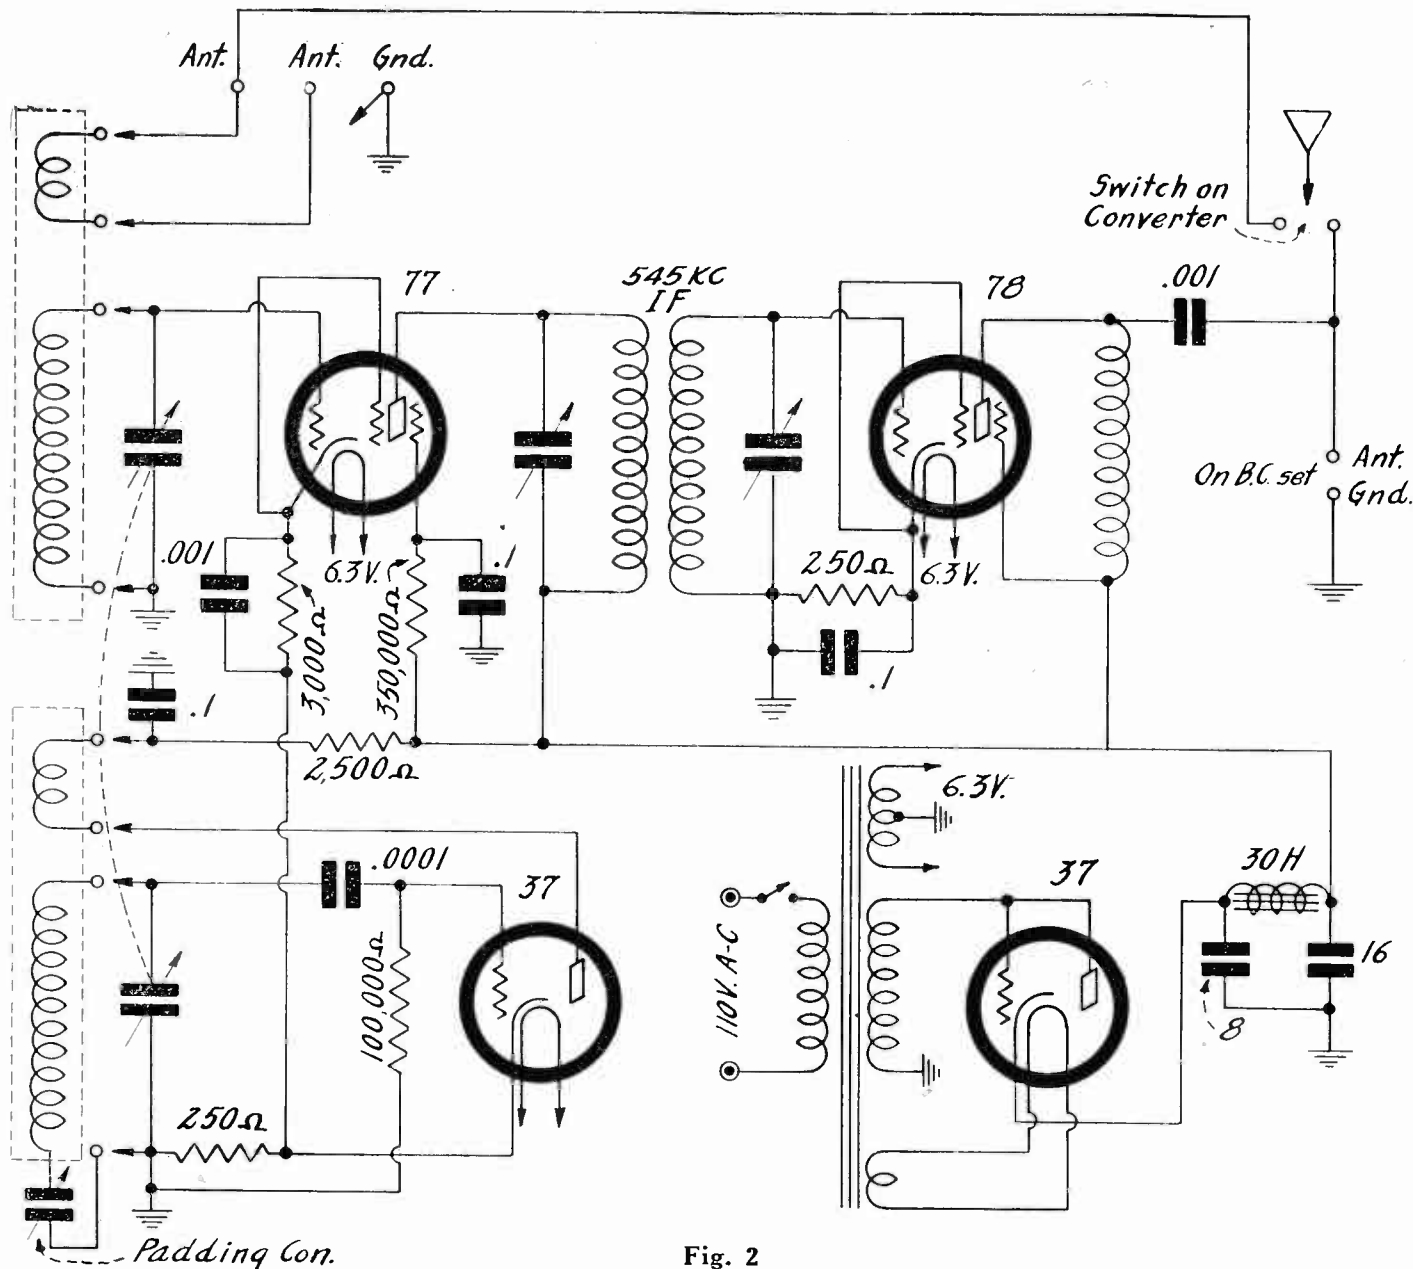 Ant.
Ant.
Gnd.
Switch on
Converter
77
545 KC
IF
78
.001
On B.C. set
Ant.
Gnd.
.001
3,000Ω
6.3V.
350,000Ω
.1
250Ω
6.3V.
.1
.1
2,500Ω
6.3V.
.0001
37
100,000Ω
110V. A-C
37
30H
16
8
250Ω
Padding Con.
Fig. 2